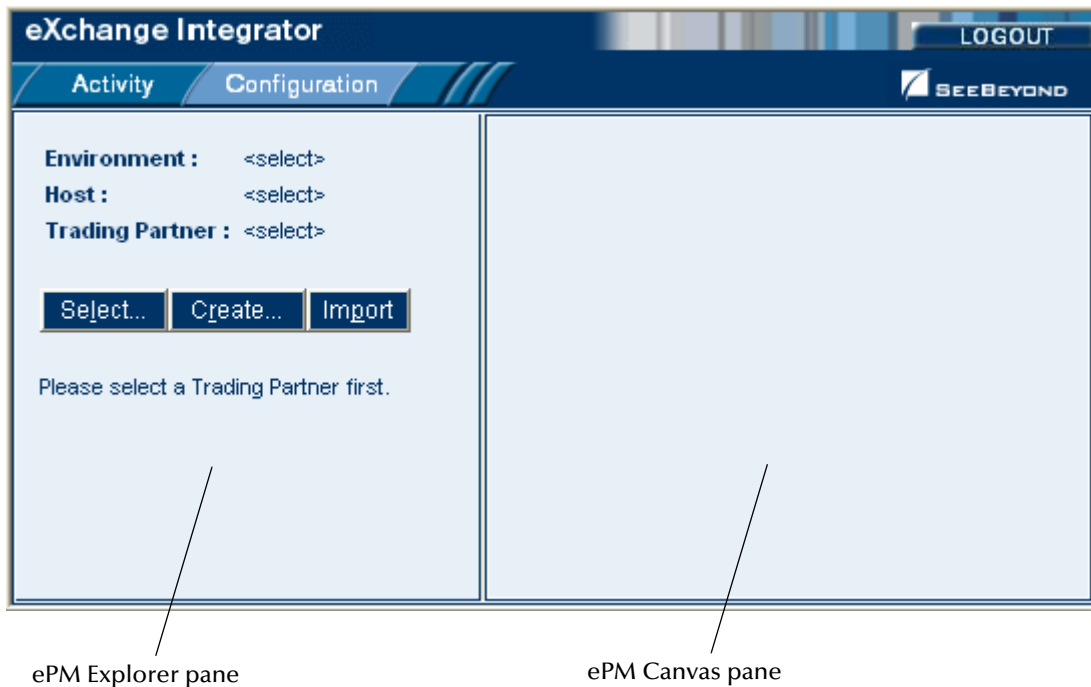 eXchange Integrator
LOGOUT
Activity
Configuration
SEEBEYOND
Environment : <select>
Host : <select>
Trading Partner : <select>
Select...
Create...
Import
Please select a Trading Partner first.
ePM Explorer pane
ePM Canvas pane